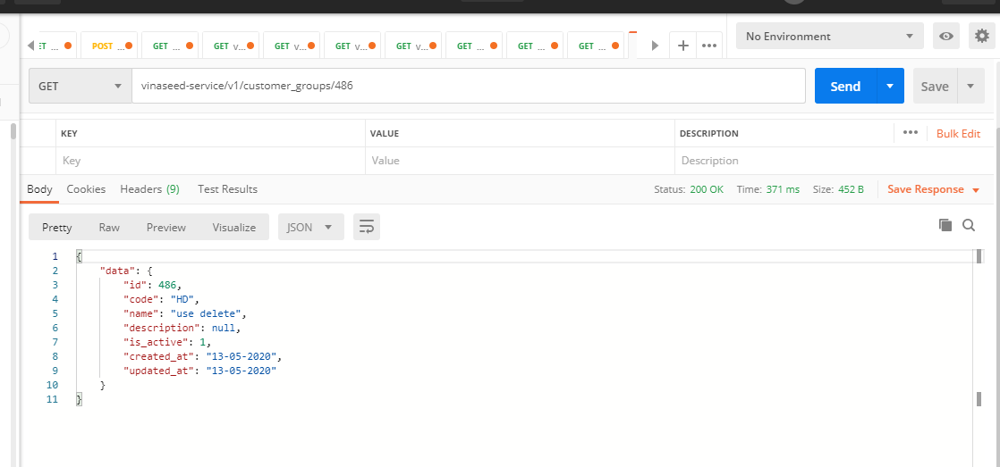 ET ... POST ... GET ... GET v... GET v... GET v... GET v... GET ... GET ... GET ... + ••• No Environment
GET vinaseed-service/v1/customer_groups/486 Send Save
KEY VALUE DESCRIPTION ••• Bulk Edit
Key Value Description
Body Cookies Headers (9) Test Results Status: 200 OK Time: 371 ms Size: 452 B Save Response
Pretty Raw Preview Visualize JSON
1 {
2 "data": {
3 "id": 486,
4 "code": "HD",
5 "name": "use delete",
6 "description": null,
7 "is_active": 1,
8 "created_at": "13-05-2020",
9 "updated_at": "13-05-2020"
10 }
11 }